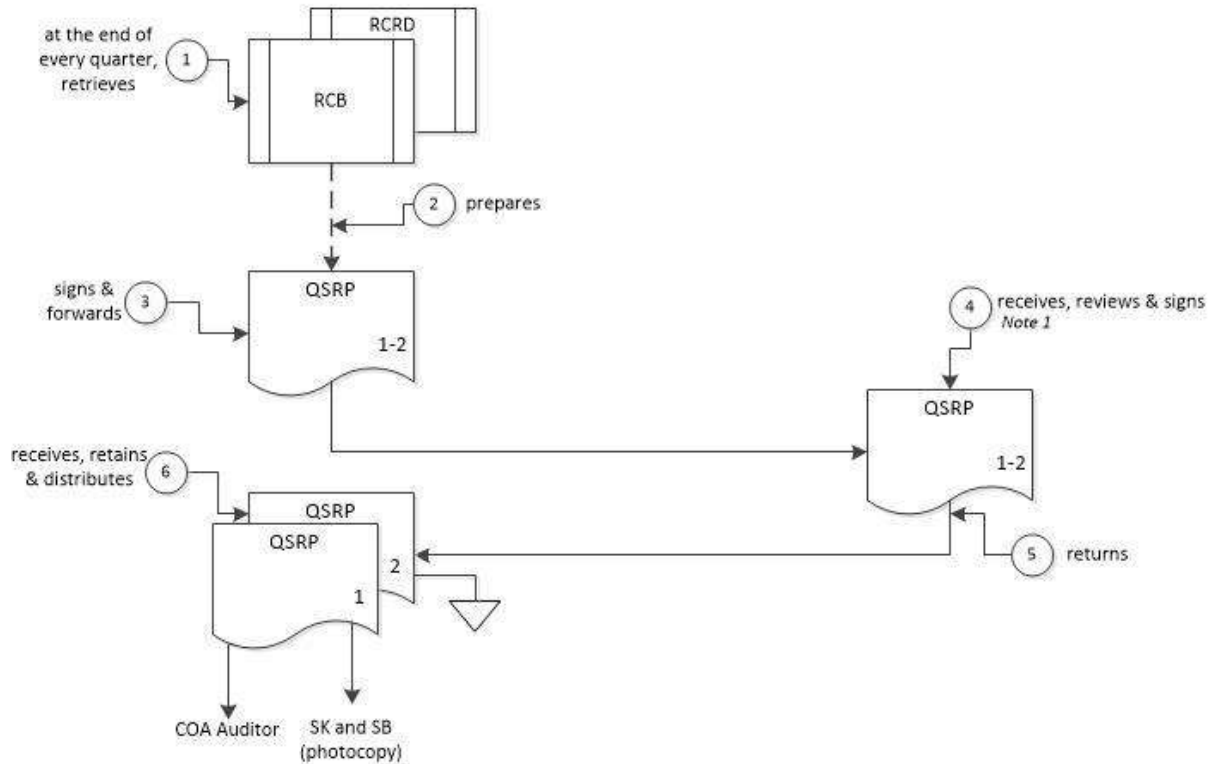 RCRD
at the end of
every quarter,
retrieves
1
RCB
2
prepares
QSRP
signs &
forwards
3
1-2
4
receives, reviews & signs
Note 1
QSRP
1-2
receives, retains
& distributes
6
QSRP
QSRP
2
1
5
returns
COA Auditor
SK and SB
(photocopy)